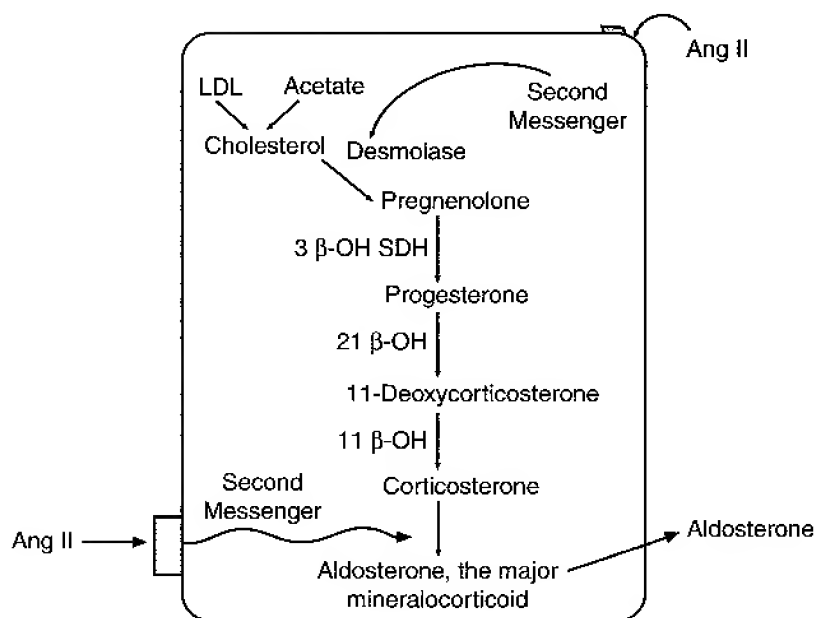 Ang II
LDL
Acetate
Second
Messenger
Cholesterol
Desmolase
Pregnenolone
3 β-OH SDH
Progesterone
21 β-OH
11-Deoxycorticosterone
11 β-OH
Corticosterone
Second
Messenger
Ang II
Aldosterone
Aldosterone, the major
mineralocorticoid